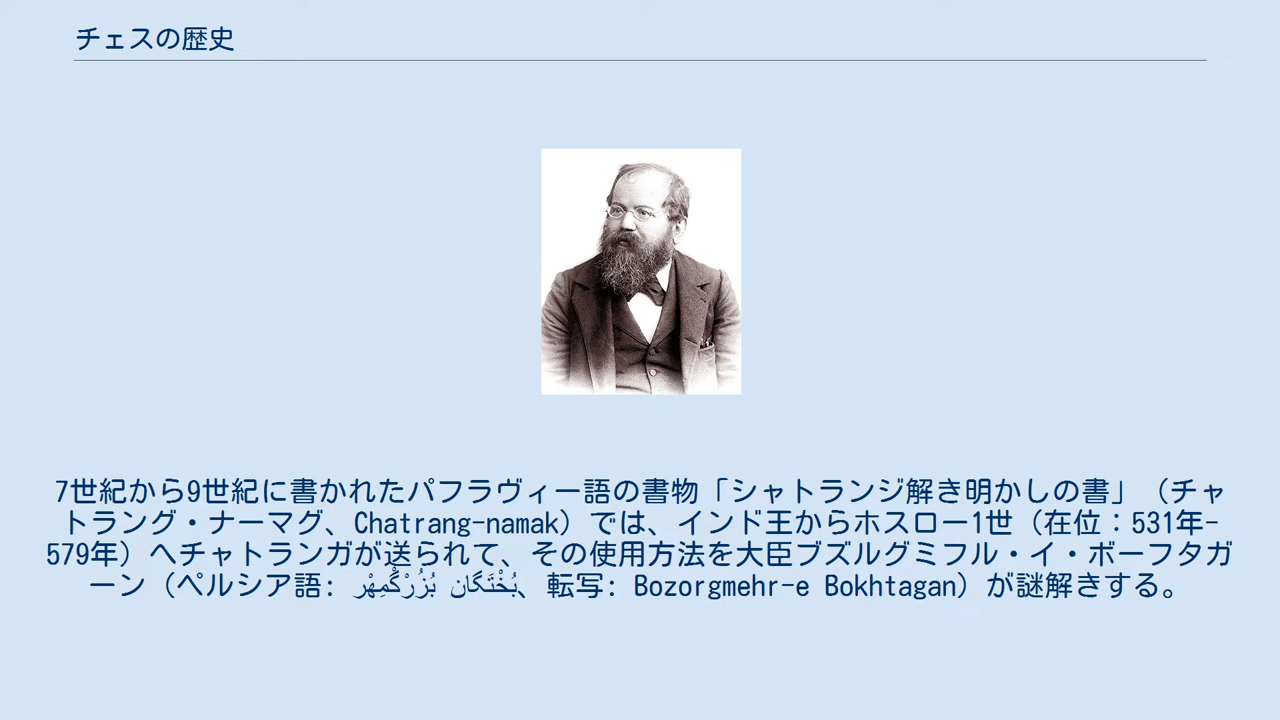 チェスの歴史
7世紀から9世紀に書かれたパフラヴィー語の書物「シャトランジ解き明かしの書」（チャ
トラング・ナーマグ、Chatrang-namak）では、インド王からホスロー1世（在位：531年-
579年）へチャトランガが送られて、その使用方法を大臣ブズルグミフル・イ・ボーフタガ
ーン（ペルシア語: بُزُرْگْمِهْر بُخْتَگَان‎、転写: Bozorgmehr-e Bokhtagan）が謎解きする。